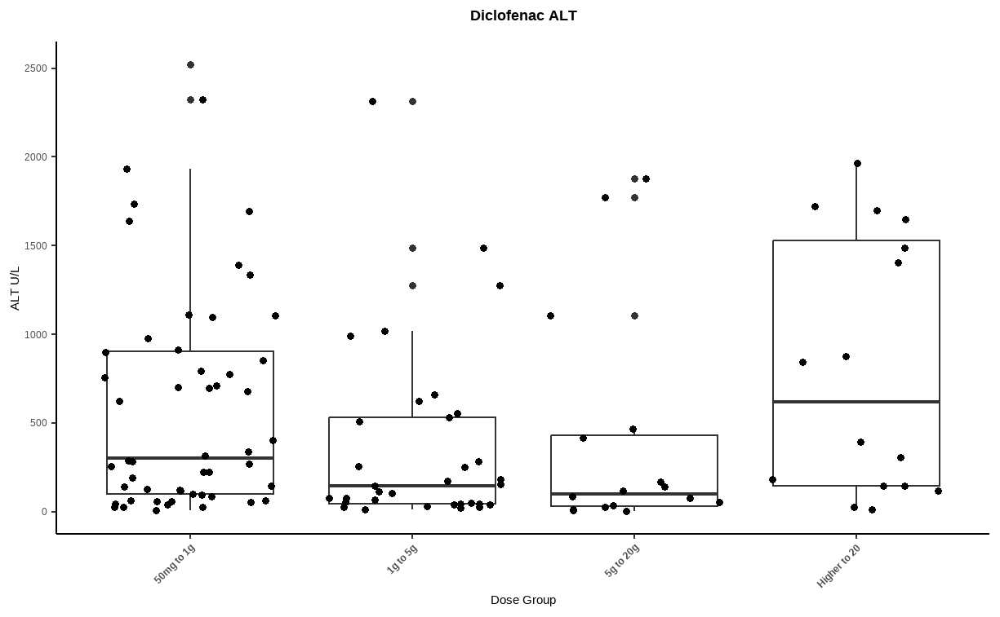 Diclofenac ALT
2500
2000
1500
1000
500
0
ALT U/L
50mg to 1g
1g to 5g
5g to 20g
Higher to 20
Dose Group